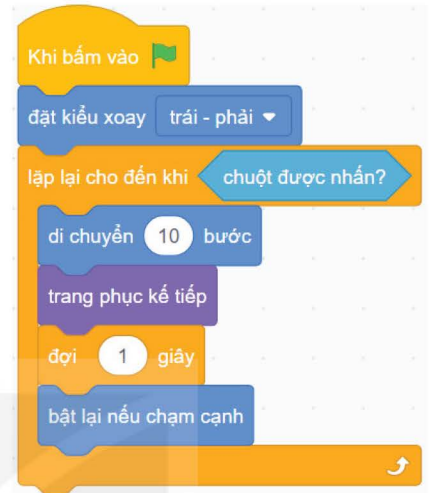 Khi bấm vào
đặt kiểu xoay trái - phải
lặp lại cho đến khi chuột được nhấn?
di chuyển 10 bước
trang phục kế tiếp
đợi 1 giây
bật lại nếu chạm cạnh